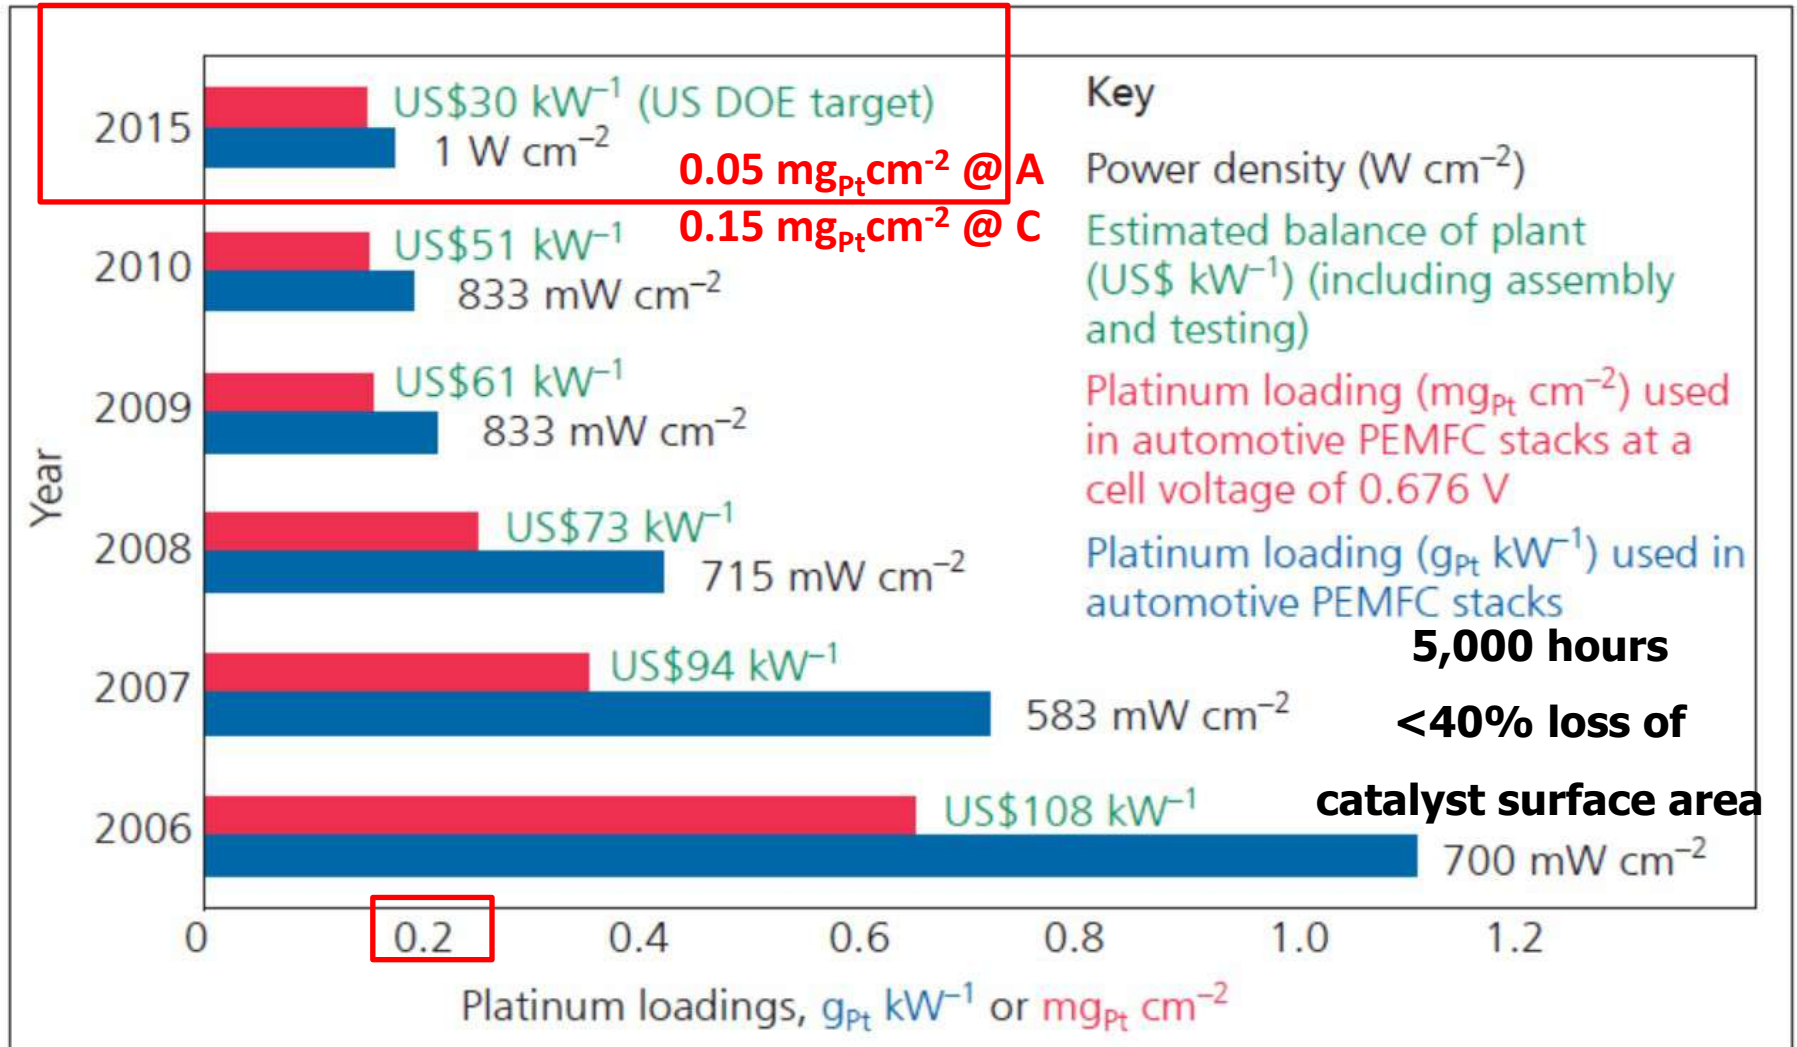 2015
US$30 kW⁻¹ (US DOE target)
1 W cm⁻²
0.05 mgPtcm⁻² @ A
0.15 mgPtcm⁻² @ C
2010
US$51 kW⁻¹
833 mW cm⁻²
2009
US$61 kW⁻¹
833 mW cm⁻²
2008
US$73 kW⁻¹
715 mW cm⁻²
2007
US$94 kW⁻¹
583 mW cm⁻²
2006
US$108 kW⁻¹
700 mW cm⁻²
Year
Key
Power density (W cm⁻²)
Estimated balance of plant
(US$ kW⁻¹) (including assembly
and testing)
Platinum loading (mgPt cm⁻²) used
in automotive PEMFC stacks at a
cell voltage of 0.676 V
Platinum loading (gPt kW⁻¹) used in
automotive PEMFC stacks
5,000 hours
<40% loss of
catalyst surface area
0 0.2 0.4 0.6 0.8 1.0 1.2
Platinum loadings, gPt kW⁻¹ or mgPt cm⁻²